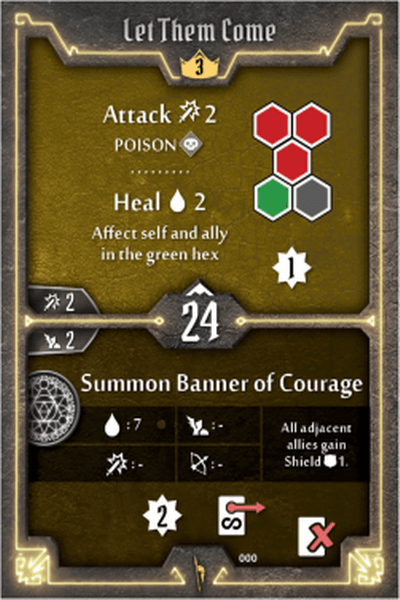 Let Them Come
3
Attack 2
POISON
Heal 2
Affect self and ally
in the green hex
1
2
24
2
Summon Banner of Courage
:7
:-
All adjacent
allies gain
Shield 1.
:-
:-
2
000